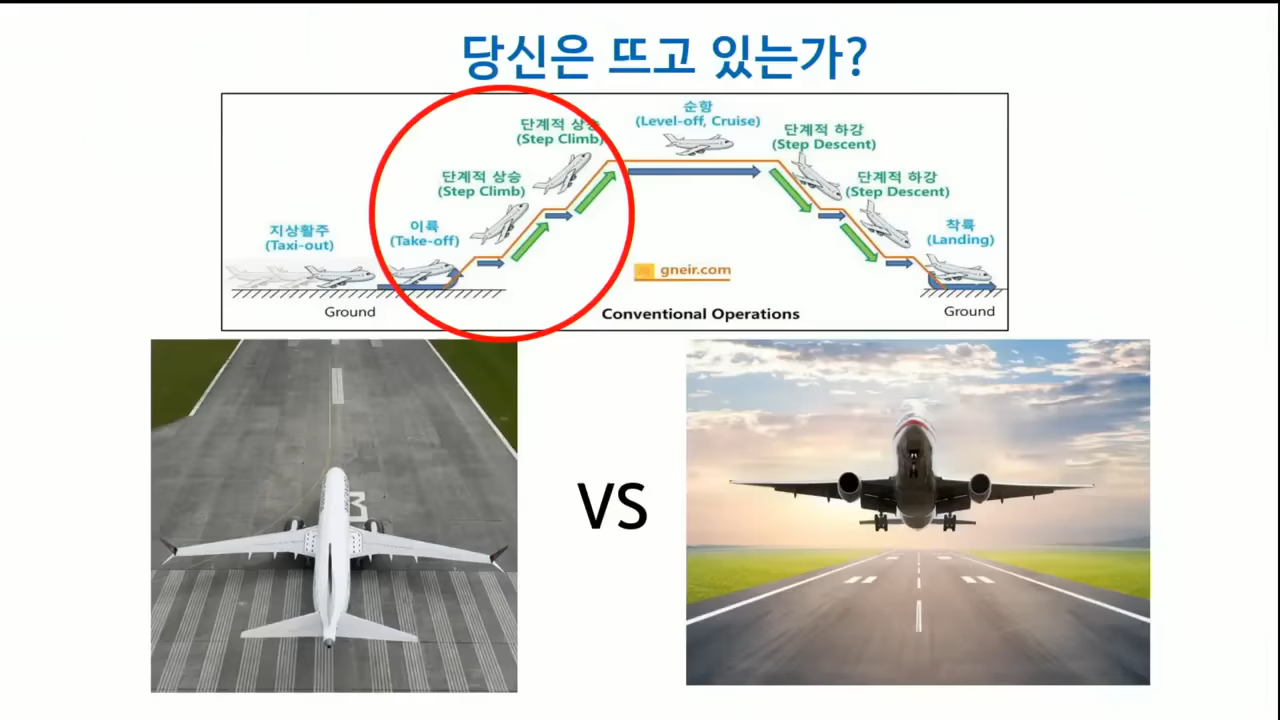 당신은 뜨고 있는가?
순항
(Level-off, Cruise)
단계적 상승
(Step Climb)
단계적 하강
(Step Descent)
단계적 상승
(Step Climb)
단계적 하강
(Step Descent)
지상활주
(Taxi-out)
이륙
(Take-off)
착륙
(Landing)
gneir.com
Ground
Conventional Operations
Ground
VS